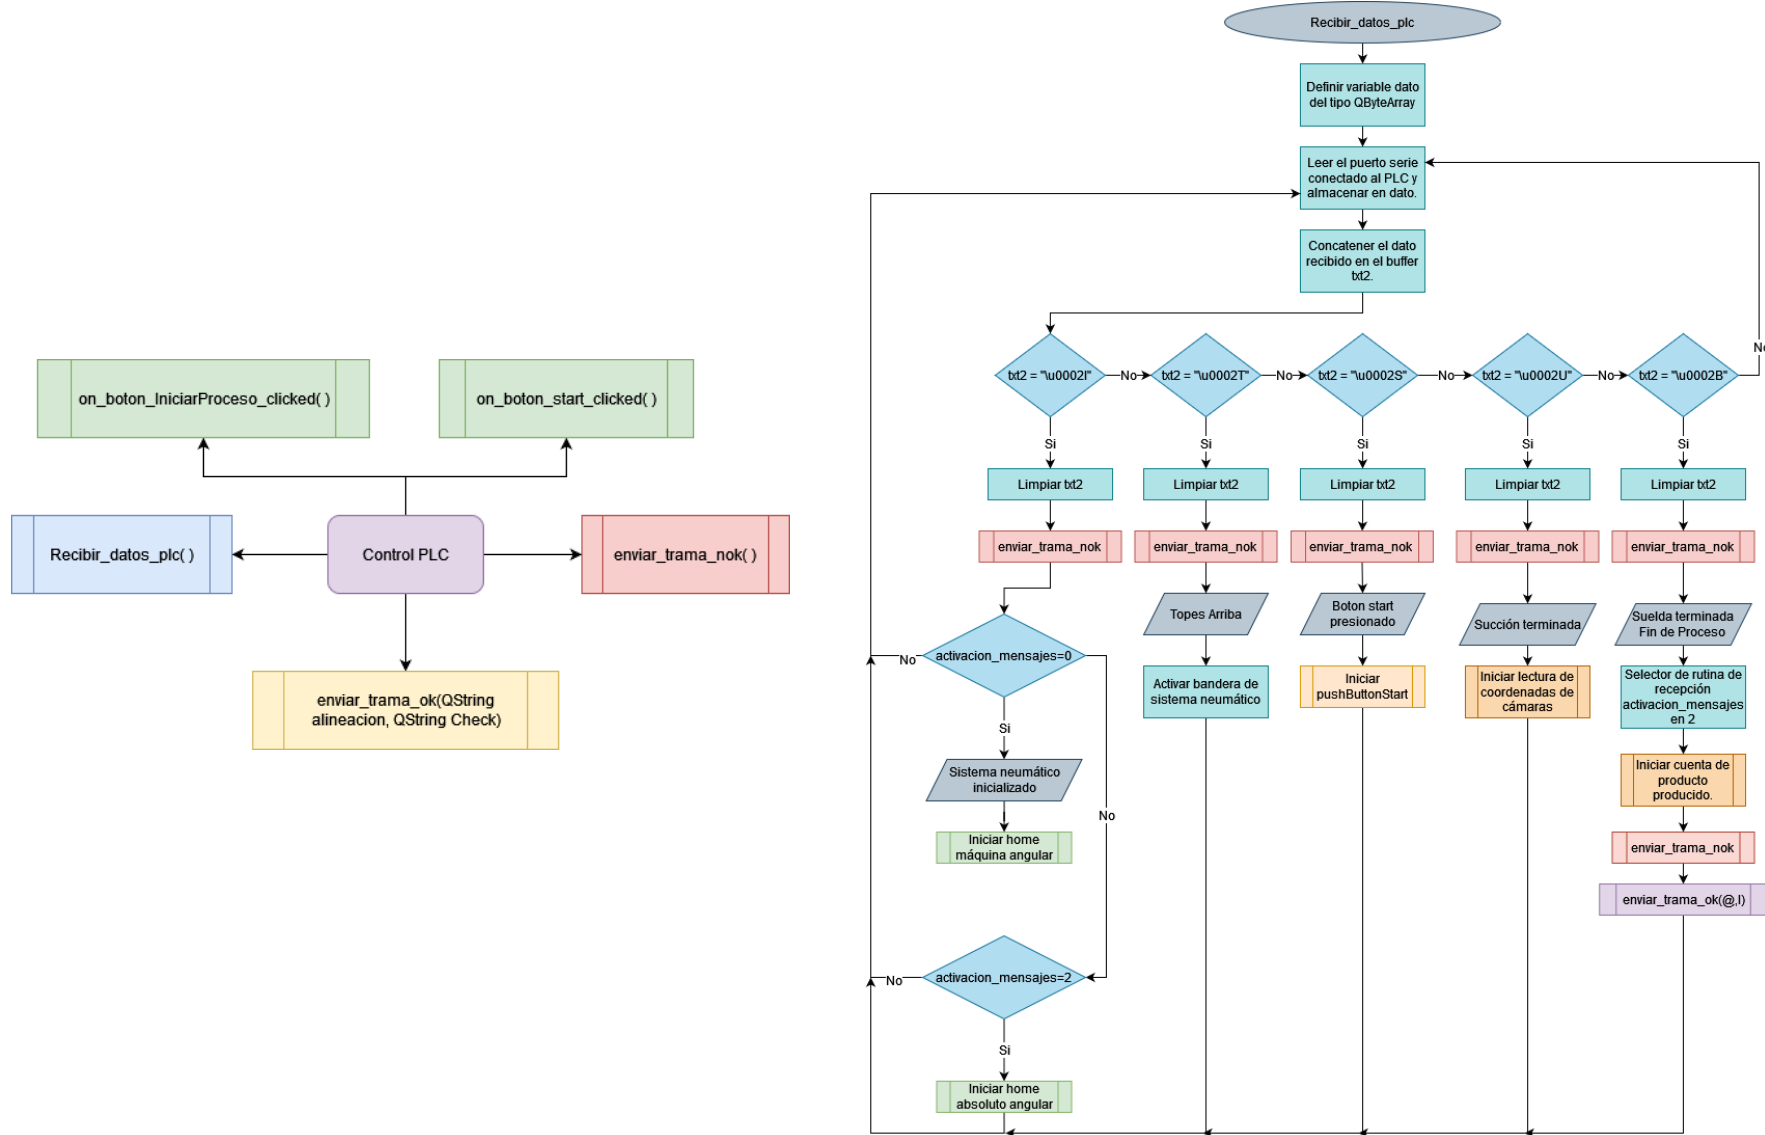 on_boton_IniciarProceso_clicked( )
on_boton_start_clicked( )
Recibir_datos_plc( )
Control PLC
enviar_trama_nok( )
enviar_trama_ok(QString
alineacion, QString Check)
Recibir_datos_plc
Definir variable dato
del tipo QByteArray
Leer el puerto serie
conectado al PLC y
almacenar en dato.
Concatener el dato
recibido en el buffer
txt2.
txt2 = "\u0002I"
No
txt2 = "\u0002T"
No
txt2 = "\u0002S"
No
txt2 = "\u0002U"
No
txt2 = "\u0002B"
No
Si
Si
Si
Si
Si
Limpiar txt2
Limpiar txt2
Limpiar txt2
Limpiar txt2
Limpiar txt2
enviar_trama_nok
enviar_trama_nok
enviar_trama_nok
enviar_trama_nok
enviar_trama_nok
activacion_mensajes=0
No
No
Si
Sistema neumático
inicializado
Iniciar home
máquina angular
activacion_mensajes=2
No
Si
Iniciar home
absoluto angular
Topes Arriba
Activar bandera de
sistema neumático
Boton start
presionado
Iniciar
pushButtonStart
Succión terminada
Iniciar lectura de
coordenadas de
cámaras
Suelda terminada
Fin de Proceso
Selector de rutina de
recepción
activacion_mensajes
en 2
Iniciar cuenta de
producto
producido.
enviar_trama_nok
enviar_trama_ok(@,I)